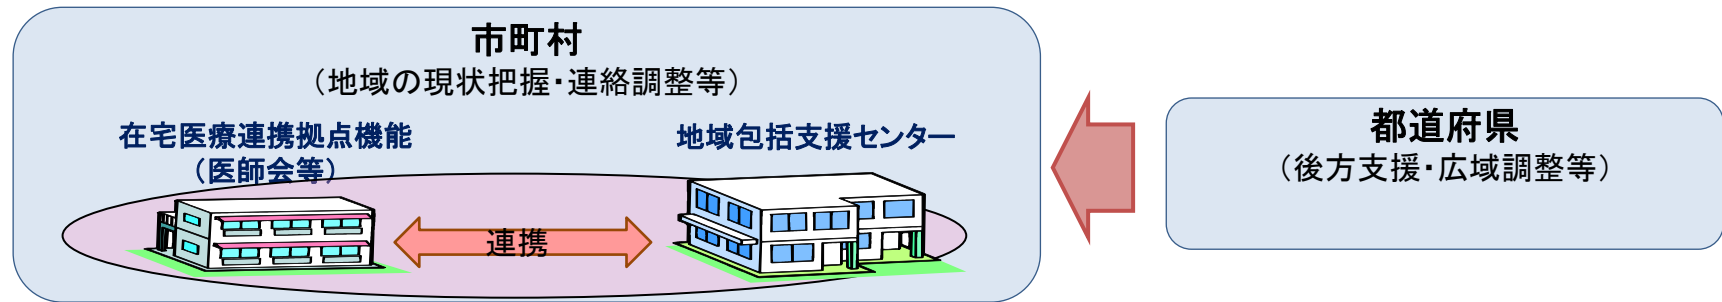 市町村
（地域の現状把握・連絡調整等）
在宅医療連携拠点機能
（医師会等）
地域包括支援センター
連携
都道府県
（後方支援・広域調整等）